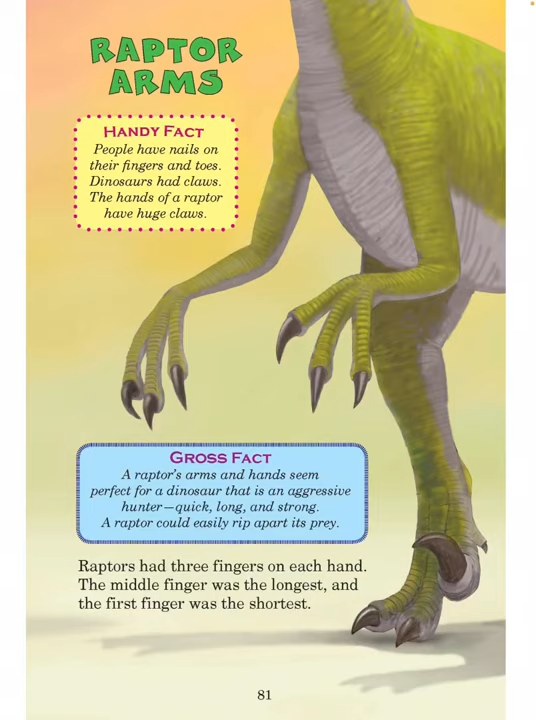 RAPTOR
ARMS
HANDY FACT
People have nails on
their fingers and toes.
Dinosaurs had claws.
The hands of a raptor
have huge claws.
GROSS FACT
A raptor's arms and hands seem
perfect for a dinosaur that is an aggressive
hunter—quick, long, and strong.
A raptor could easily rip apart its prey.
Raptors had three fingers on each hand.
The middle finger was the longest, and
the first finger was the shortest.
81